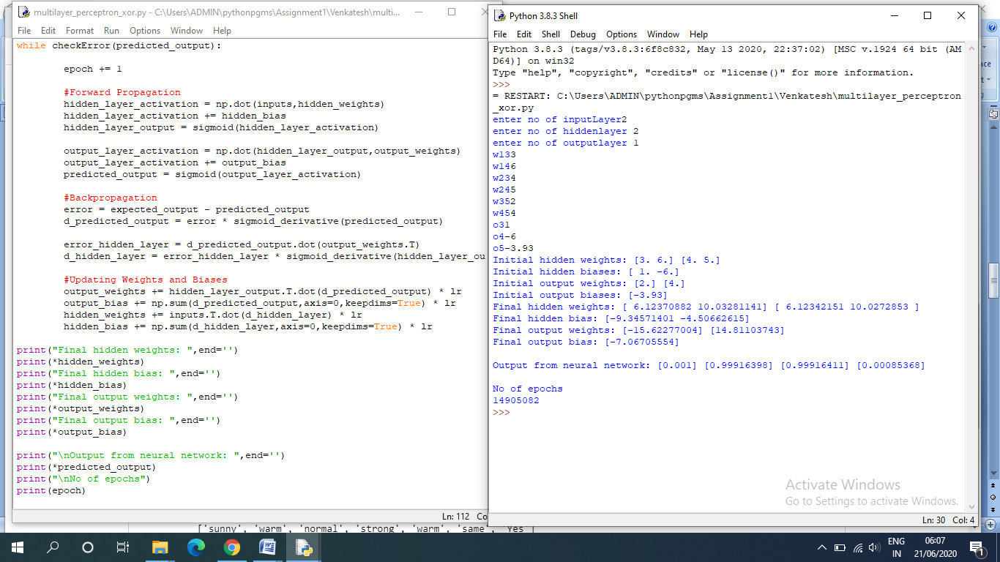 multilayer_perceptron_xor.py - C:\Users\ADMIN\pythonpgms\Assignment1\Venkatesh\multi...
File Edit Format Run Options Window Help
while checkError(predicted_output):
epoch += 1
#Forward Propagation
hidden_layer_activation = np.dot(inputs,hidden_weights)
hidden_layer_activation += hidden_bias
hidden_layer_output = sigmoid(hidden_layer_activation)
output_layer_activation = np.dot(hidden_layer_output,output_weights)
output_layer_activation += output_bias
predicted_output = sigmoid(output_layer_activation)
#Backpropagation
error = expected_output - predicted_output
d_predicted_output = error * sigmoid_derivative(predicted_output)
error_hidden_layer = d_predicted_output.dot(output_weights.T)
d_hidden_layer = error_hidden_layer * sigmoid_derivative(hidden_layer_ou
#Updating Weights and Biases
output_weights += hidden_layer_output.T.dot(d_predicted_output) * lr
output_bias += np.sum(d_predicted_output,axis=0,keepdims=True) * lr
hidden_weights += inputs.T.dot(d_hidden_layer) * lr
hidden_bias += np.sum(d_hidden_layer,axis=0,keepdims=True) * lr
print("Final hidden weights: ",end='')
print(*hidden_weights)
print("Final hidden bias: ",end='')
print(*hidden_bias)
print("Final output weights: ",end='')
print(*output_weights)
print("Final output bias: ",end='')
print(*output_bias)
print("\nOutput from neural network: ",end='')
print(*predicted_output)
print("\nNo of epochs")
print(epoch)
Ln: 112 Co
Python 3.8.3 Shell
File Edit Shell Debug Options Window Help
Python 3.8.3 (tags/v3.8.3:6f8c832, May 13 2020, 22:37:02) [MSC v.1924 64 bit (AM
D64)] on win32
Type "help", "copyright", "credits" or "license()" for more information.
>>>
= RESTART: C:\Users\ADMIN\pythonpgms\Assignment1\Venkatesh\multilayer_perceptron
_xor.py
enter no of inputLayer2
enter no of hiddenlayer 2
enter no of outputlayer 1
w133
w146
w234
w245
w352
w454
o31
o4-6
o5-3.93
Initial hidden weights: [3. 6.] [4. 5.]
Initial hidden biases: [ 1. -6.]
Initial output weights: [2.] [4.]
Initial output biases: [-3.93]
Final hidden weights: [ 6.12370882 10.03281141] [ 6.12342151 10.0272853 ]
Final hidden bias: [-9.34571401 -4.50662615]
Final output weights: [-15.62277004] [14.81103743]
Final output bias: [-7.06705554]
Output from neural network: [0.001] [0.99916398] [0.99916411] [0.00085368]
No of epochs
14905082
>>>
Activate Windows
Go to Settings to activate Windows.
Ln: 30 Col: 4
['sunny', 'warm', 'normal', 'strong', 'warm', 'same', 'Yes']
ENG
IN
06:07
21/06/2020
1